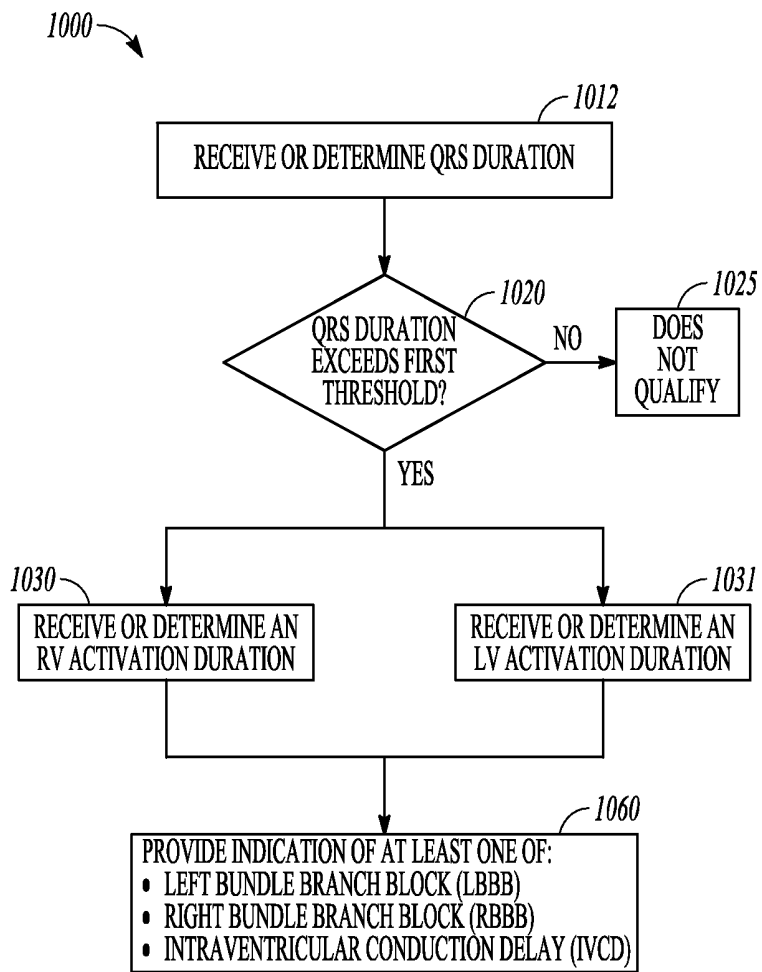 1000
1012
RECEIVE OR DETERMINE QRS DURATION
1020
QRS DURATION
EXCEEDS FIRST
THRESHOLD?
NO
1025
DOES
NOT
QUALIFY
YES
1030
RECEIVE OR DETERMINE AN
RV ACTIVATION DURATION
1031
RECEIVE OR DETERMINE AN
LV ACTIVATION DURATION
1060
PROVIDE INDICATION OF AT LEAST ONE OF:
• LEFT BUNDLE BRANCH BLOCK (LBBB)
• RIGHT BUNDLE BRANCH BLOCK (RBBB)
• INTRAVENTRICULAR CONDUCTION DELAY (IVCD)